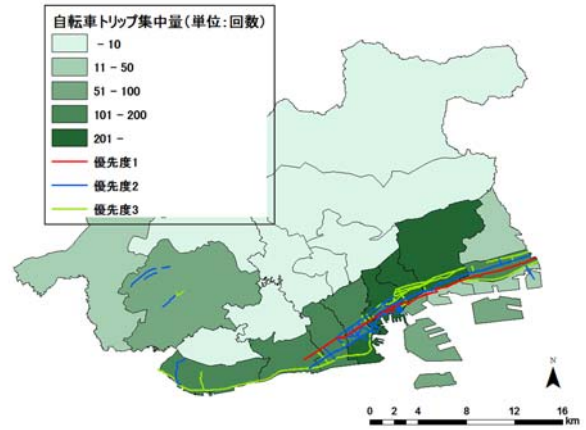 自転車トリップ集中量(単位:回数)
- 10
11 - 50
51 - 100
101 - 200
201 -
優先度1
優先度2
優先度3
N
0 2 4 8 12 16
km